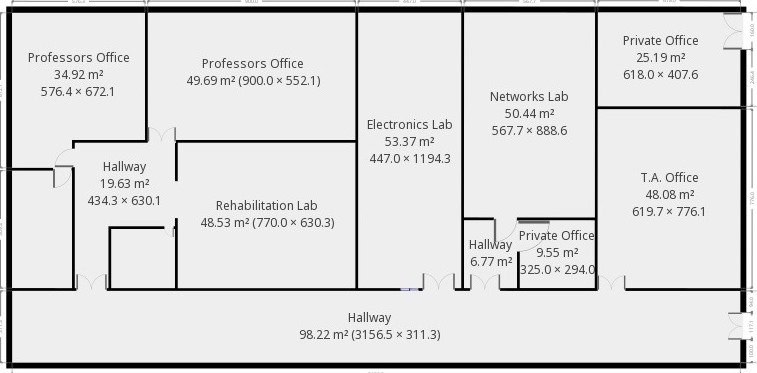 Professors Office
34.92 m²
576.4 × 672.1
Professors Office
49.69 m² (900.0 × 552.1)
Electronics Lab
53.37 m²
447.0 × 1194.3
Networks Lab
50.44 m²
567.7 × 888.6
Private Office
25.19 m²
618.0 × 407.6
Hallway
19.63 m²
434.3 × 630.1
Rehabilitation Lab
48.53 m² (770.0 × 630.3)
T.A. Office
48.08 m²
619.7 × 776.1
Hallway
6.77 m²
Private Office
9.55 m²
325.0 × 294.0
Hallway
98.22 m² (3156.5 × 311.3)